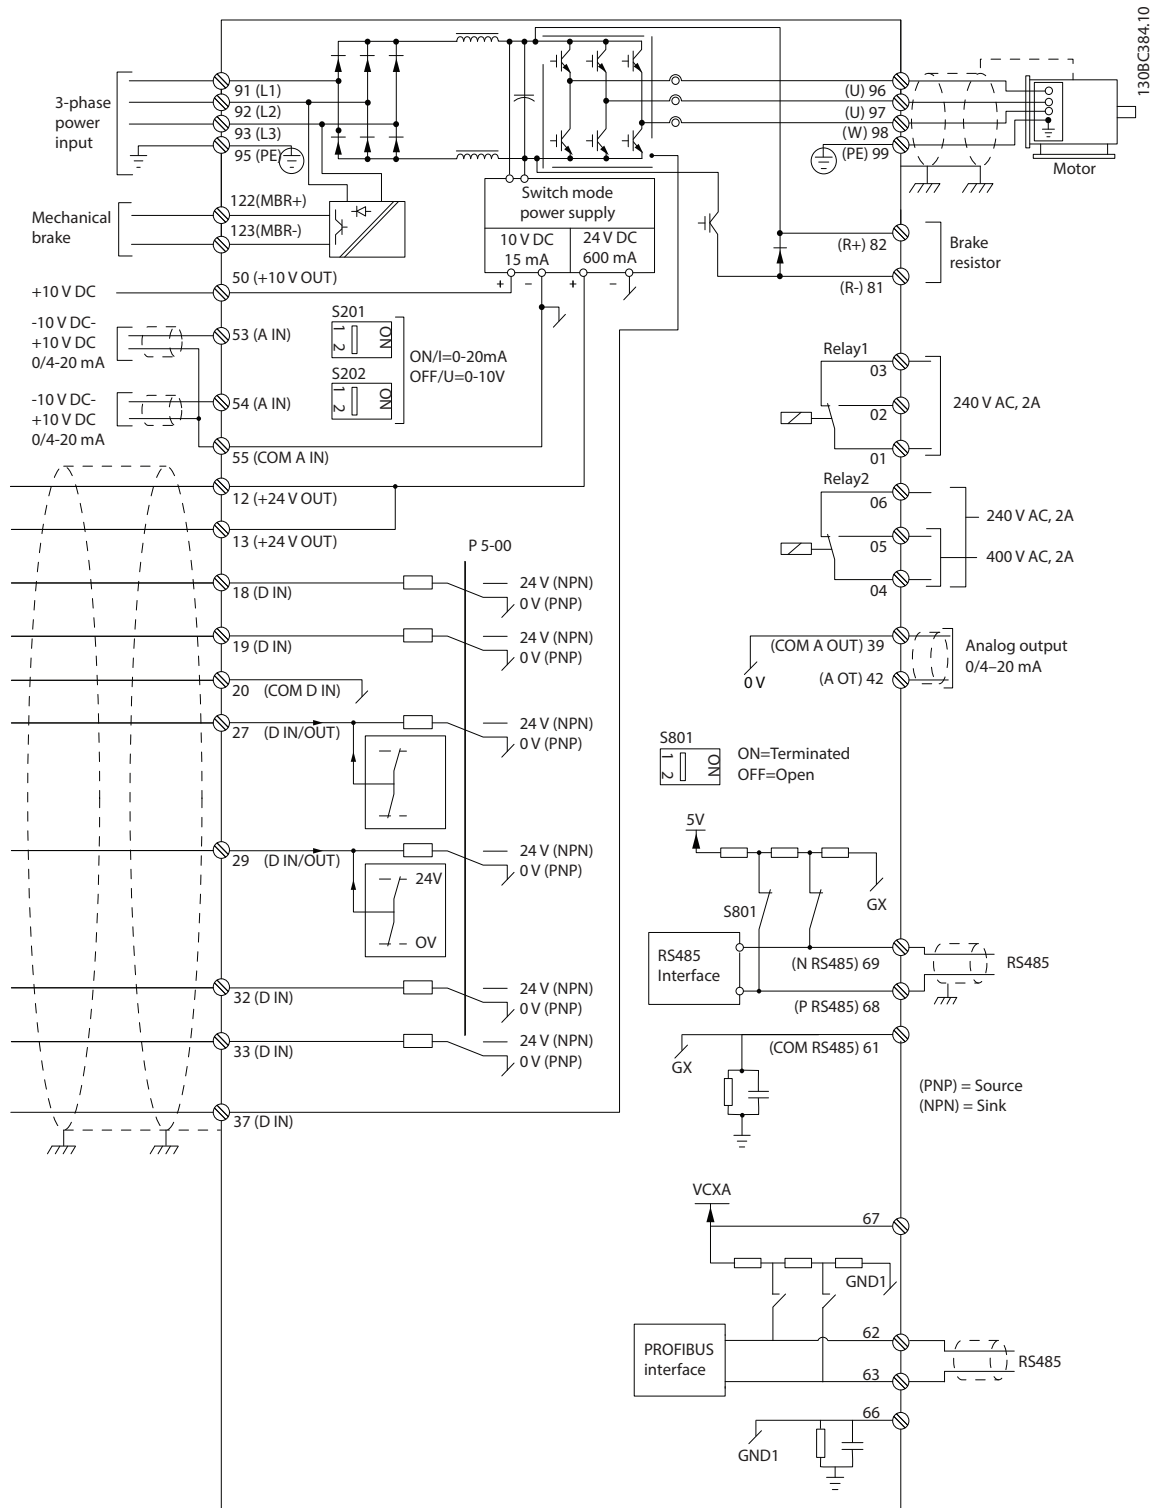 130BC384.10
3-phase
power
input
91 (L1)
92 (L2)
93 (L3)
95 (PE)
(U) 96
(U) 97
(W) 98
(PE) 99
Motor
Mechanical
brake
122(MBR+)
123(MBR-)
Switch mode
power supply
10 V DC
15 mA
24 V DC
600 mA
+ - + -
(R+) 82
(R-) 81
Brake
resistor
+10 V DC
50 (+10 V OUT)
-10 V DC-
+10 V DC
0/4-20 mA
53 (A IN)
S201
1 2 ON
S202
1 2 ON
ON/I=0-20mA
OFF/U=0-10V
-10 V DC-
+10 V DC
0/4-20 mA
54 (A IN)
55 (COM A IN)
12 (+24 V OUT)
13 (+24 V OUT)
Relay1
03
02
01
240 V AC, 2A
Relay2
06
05
04
240 V AC, 2A
400 V AC, 2A
P 5-00
18 (D IN)
24 V (NPN)
0 V (PNP)
19 (D IN)
24 V (NPN)
0 V (PNP)
20 (COM D IN)
27 (D IN/OUT)
24 V (NPN)
0 V (PNP)
29 (D IN/OUT)
24 V (NPN)
0 V (PNP)
24V
OV
32 (D IN)
24 V (NPN)
0 V (PNP)
33 (D IN)
24 V (NPN)
0 V (PNP)
37 (D IN)
(COM A OUT) 39
0 V
(A OT) 42
Analog output
0/4–20 mA
S801
1 2 ON
ON=Terminated
OFF=Open
5V
GX
S801
RS485
Interface
(N RS485) 69
(P RS485) 68
RS485
(COM RS485) 61
GX
(PNP) = Source
(NPN) = Sink
VCXA
67
GND1
PROFIBUS
interface
62
63
RS485
66
GND1